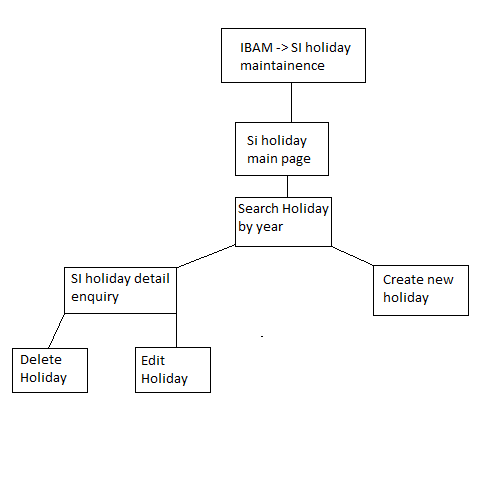 IBAM -> SI holiday
maintainence
Si holiday
main page
Search Holiday
by year
SI holiday detail
enquiry
Create new
holiday
Delete
Holiday
Edit
Holiday